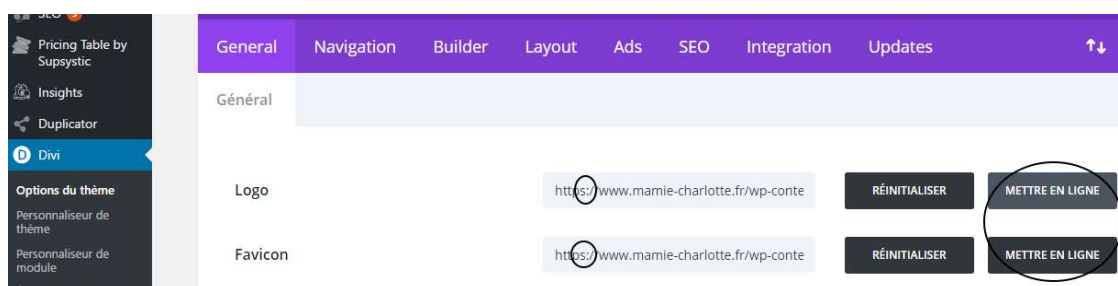 SEO 3
Pricing Table by
Supsystic
Insights
Duplicator
D Divi
Options du thème
Personnaliseur de
thème
Personnaliseur de
module
General Navigation Builder Layout Ads SEO Integration Updates
Général
Logo https://www.mamie-charlotte.fr/wp-conte RÉINITIALISER METTRE EN LIGNE
Favicon https://www.mamie-charlotte.fr/wp-conte RÉINITIALISER METTRE EN LIGNE